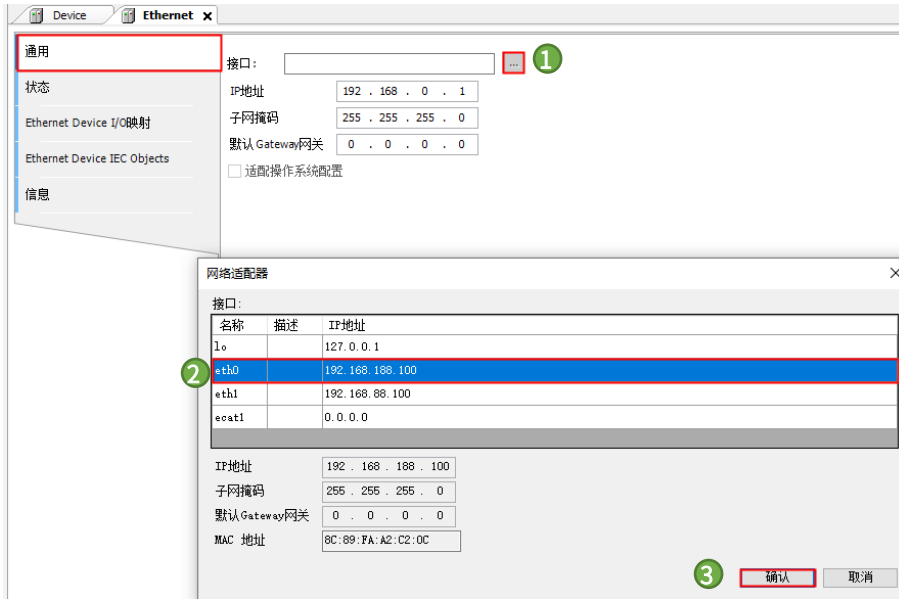 Device
Ethernet
通用
状态
Ethernet Device I/O映射
Ethernet Device IEC Objects
信息
接口:
...
1
IP地址 192 . 168 . 0 . 1
子网掩码 255 . 255 . 255 . 0
默认Gateway网关 0 . 0 . 0 . 0
适配操作系统配置
网络适配器
接口:
名称 描述 IP地址
lo 127.0.0.1
2
eth0 192.168.188.100
eth1 192.168.88.100
ecat1 0.0.0.0
IP地址 192 . 168 . 188 . 100
子网掩码 255 . 255 . 255 . 0
默认Gateway网关 0 . 0 . 0 . 0
MAC 地址 8C:89:FA:A2:C2:0C
3
确认 取消